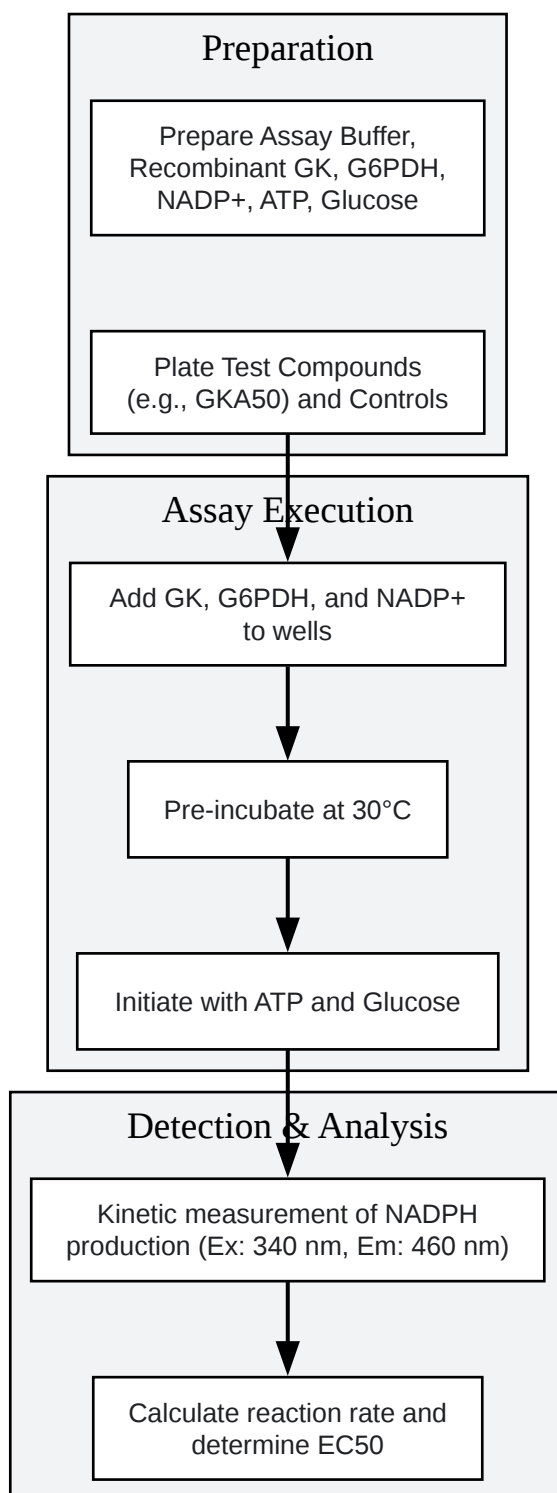 Preparation
Prepare Assay Buffer,
Recombinant GK, G6PDH,
NADP+, ATP, Glucose
Plate Test Compounds
(e.g., GKA50) and Controls
Assay Execution
Add GK, G6PDH, and NADP+
to wells
Pre-incubate at 30°C
Initiate with ATP and Glucose
Detection & Analysis
Kinetic measurement of NADPH
production (Ex: 340 nm, Em: 460 nm)
Calculate reaction rate and
determine EC50